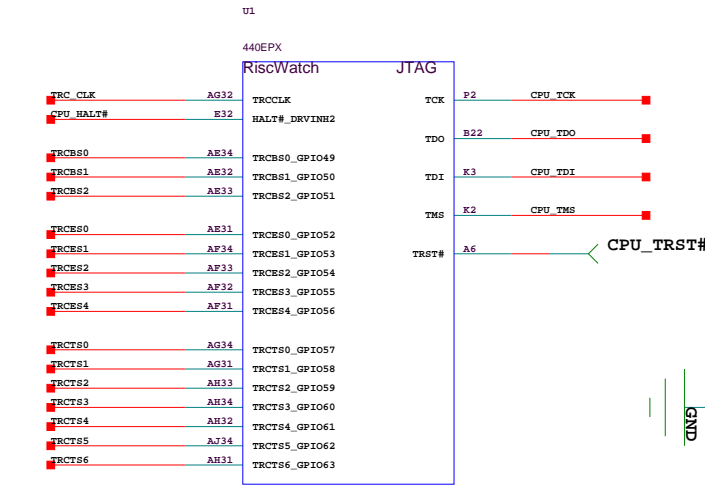 U1
440EPX
RiscWatch JTAG
TRC_CLK AG32 TRCCLK TCK P2 CPU_TCK
CPU_HALT# E32 HALT#_DRVINH2
TDO B22 CPU_TDO
TRCBS0 AE34 TRCBS0_GPIO49
TRCBS1 AE32 TRCBS1_GPIO50 TDI K3 CPU_TDI
TRCBS2 AE33 TRCBS2_GPIO51
TMS K2 CPU_TMS
TRCES0 AE31 TRCES0_GPIO52
TRCES1 AF34 TRCES1_GPIO53 TRST# A6 CPU_TRST#
TRCES2 AF33 TRCES2_GPIO54
TRCES3 AF32 TRCES3_GPIO55
TRCES4 AF31 TRCES4_GPIO56
TRCTS0 AG34 TRCTS0_GPIO57
TRCTS1 AG31 TRCTS1_GPIO58
TRCTS2 AH33 TRCTS2_GPIO59
TRCTS3 AH34 TRCTS3_GPIO60
TRCTS4 AH32 TRCTS4_GPIO61
TRCTS5 AJ34 TRCTS5_GPIO62
TRCTS6 AH31 TRCTS6_GPIO63
GND